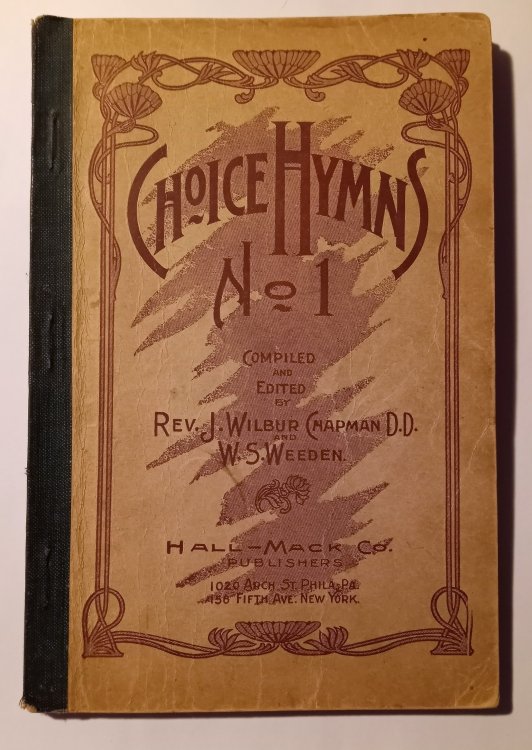 CHOICE HYMNS
No 1
COMPILED
AND
EDITED
BY
REV. J. WILBUR CHAPMAN D.D.
AND
W. S. WEEDEN.
HALL-MACK CO.
PUBLISHERS
1020 ARCH ST. PHILA; PA.
156 FIFTH AVE. NEW YORK.